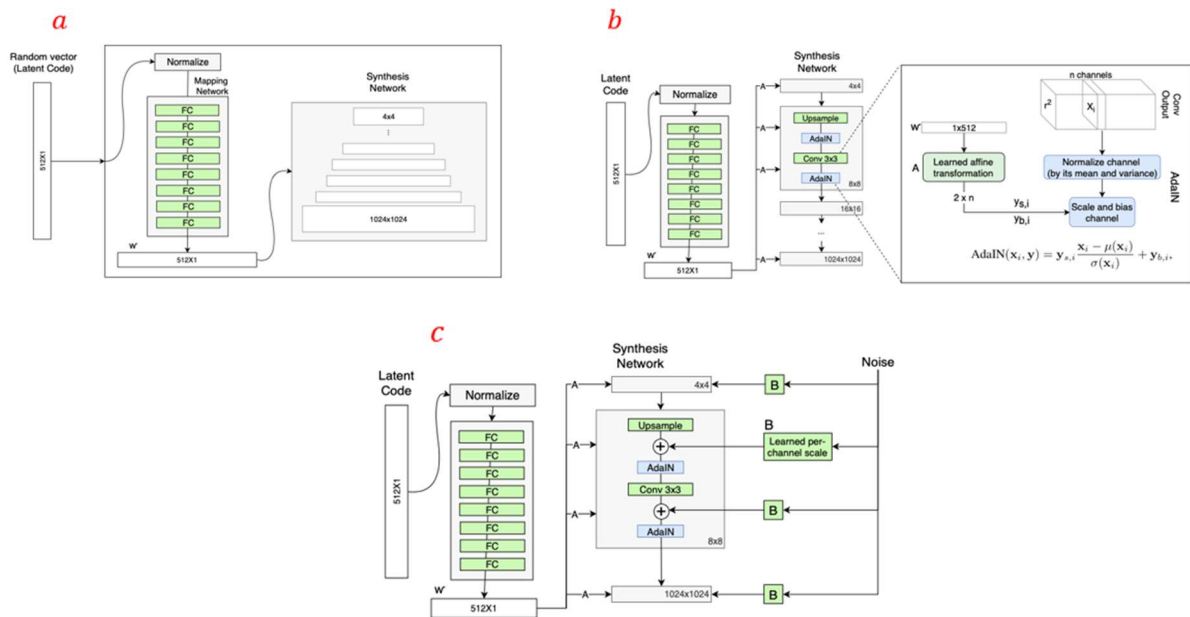 a
Random vector
(Latent Code)
512X1
Normalize
Mapping
Network
FC
FC
FC
FC
FC
FC
FC
FC
W'
512X1
Synthesis
Network
4x4
...
1024x1024
b
Latent
Code
512X1
Normalize
FC
FC
FC
FC
FC
FC
FC
FC
W'
512X1
Synthesis
Network
A
4x4
A
Upsample
AdaIN
Conv 3x3
A
AdaIN
8x8
16x16
...
A
1024x1024
n channels
r²
Xi
Conv
Output
W'
1x512
A
Learned affine
transformation
2 x n
Normalize channel
(by its mean and variance)
AdaIN
ys,i
yb,i
Scale and bias
channel
AdaIN(xi, y) = ys,i (xi − μ(xi)) / σ(xi) + yb,i,
c
Latent
Code
512X1
Normalize
FC
FC
FC
FC
FC
FC
FC
FC
W'
512X1
Synthesis
Network
Noise
A
4x4
B
Upsample
A
+
B
Learned per-
channel scale
AdaIN
Conv 3x3
A
+
B
AdaIN
8x8
A
1024x1024
B